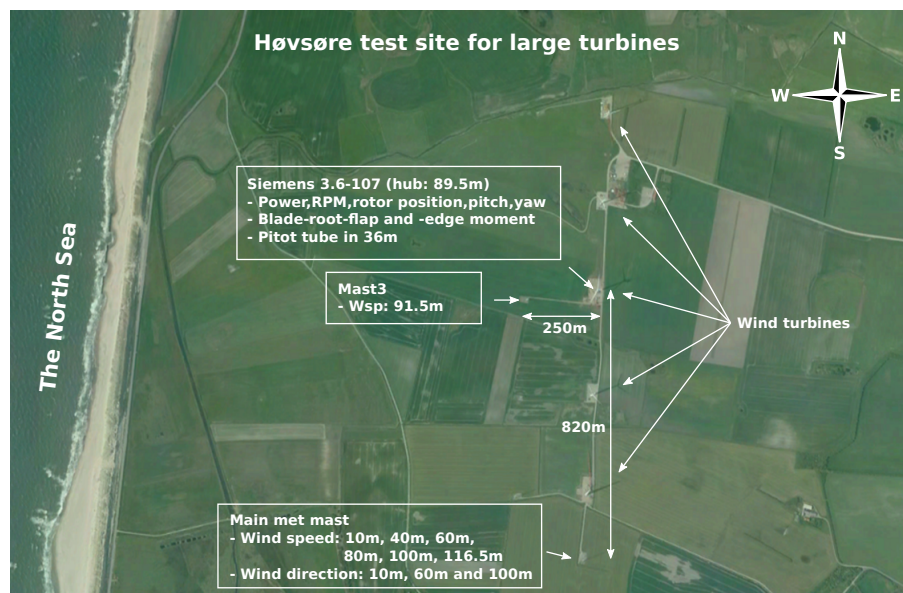 Høvsøre test site for large turbines
N
W
E
S
Siemens 3.6-107 (hub: 89.5m)
- Power,RPM,rotor position,pitch,yaw
- Blade-root-flap and -edge moment
- Pitot tube in 36m
The North Sea
Mast3
- Wsp: 91.5m
250m
Wind turbines
820m
Main met mast
- Wind speed: 10m, 40m, 60m,
80m, 100m, 116.5m
- Wind direction: 10m, 60m and 100m